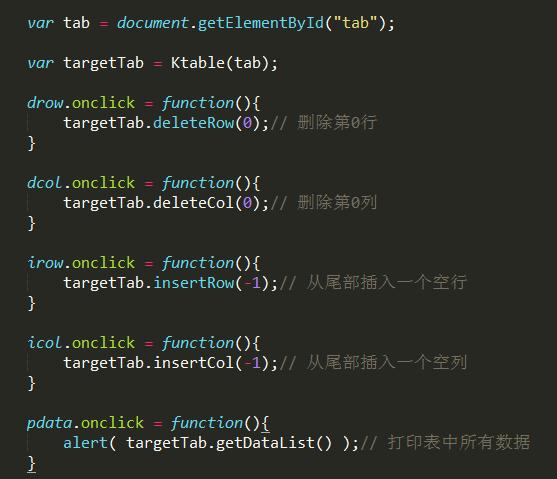 var tab = document.getElementById("tab");
var targetTab = Ktable(tab);
drow.onclick = function(){
targetTab.deleteRow(0);// 删除第0行
}
dcol.onclick = function(){
targetTab.deleteCol(0);// 删除第0列
}
irow.onclick = function(){
targetTab.insertRow(-1);// 从尾部插入一个空行
}
icol.onclick = function(){
targetTab.insertCol(-1);// 从尾部插入一个空列
}
pdata.onclick = function(){
alert( targetTab.getDataList() );// 打印表中所有数据
}